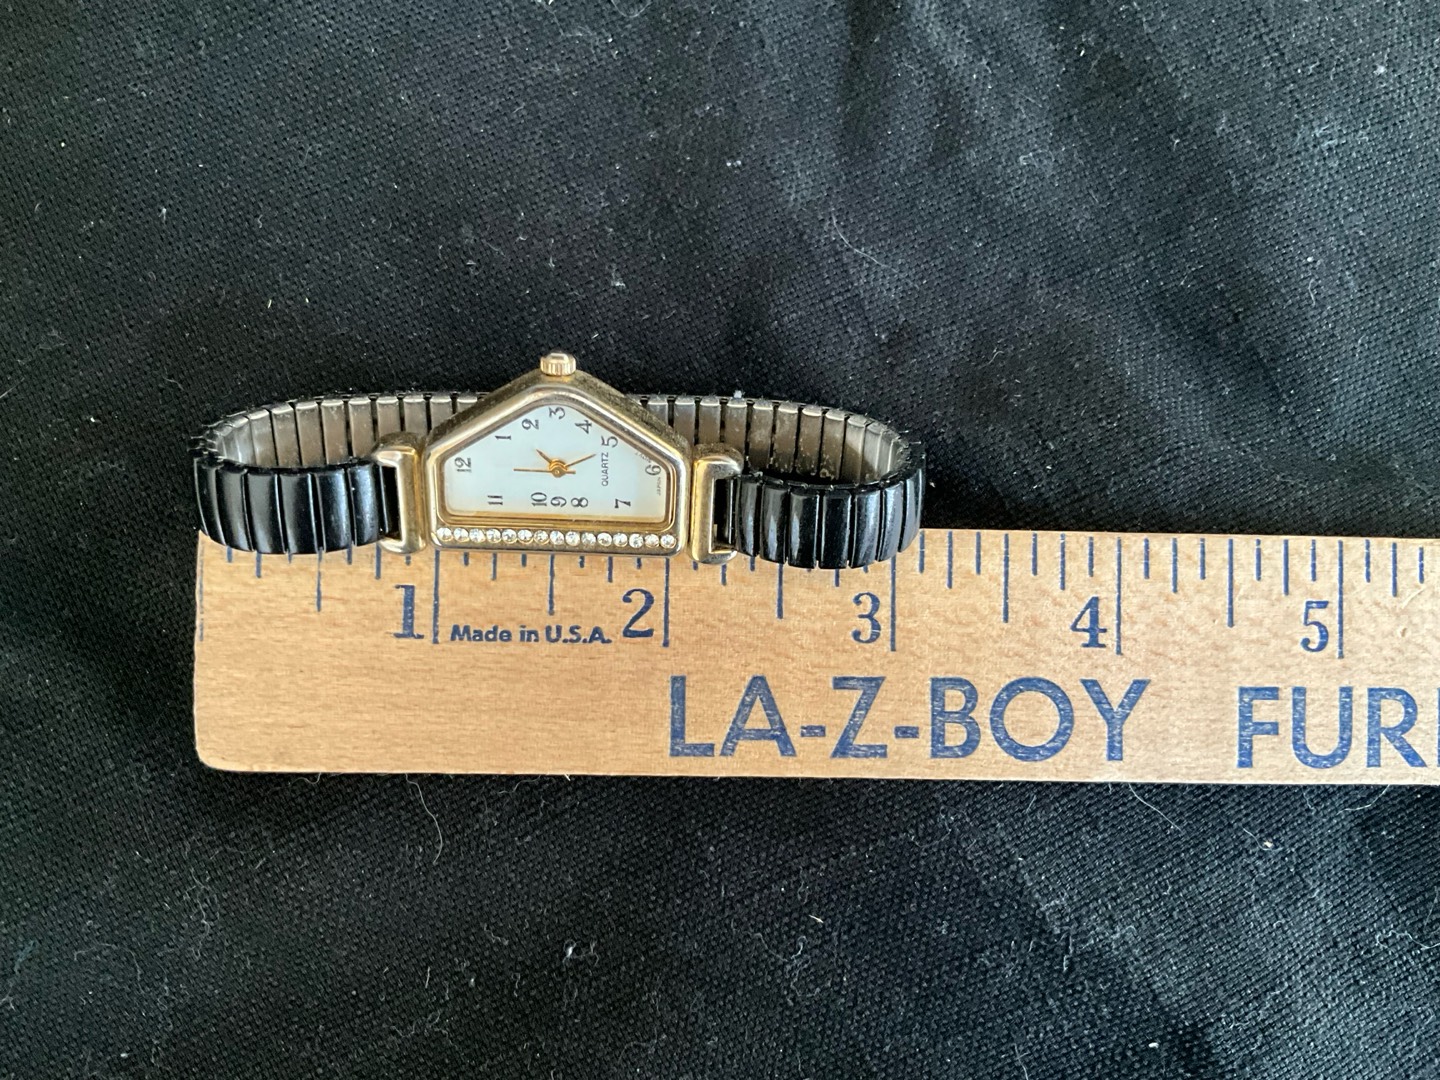 12 1 2 3 4 5 6 7 8 9 10 11
QUARTZ
JAPAN
1 2 3 4 5
Made in U.S.A.
LA-Z-BOY FUR